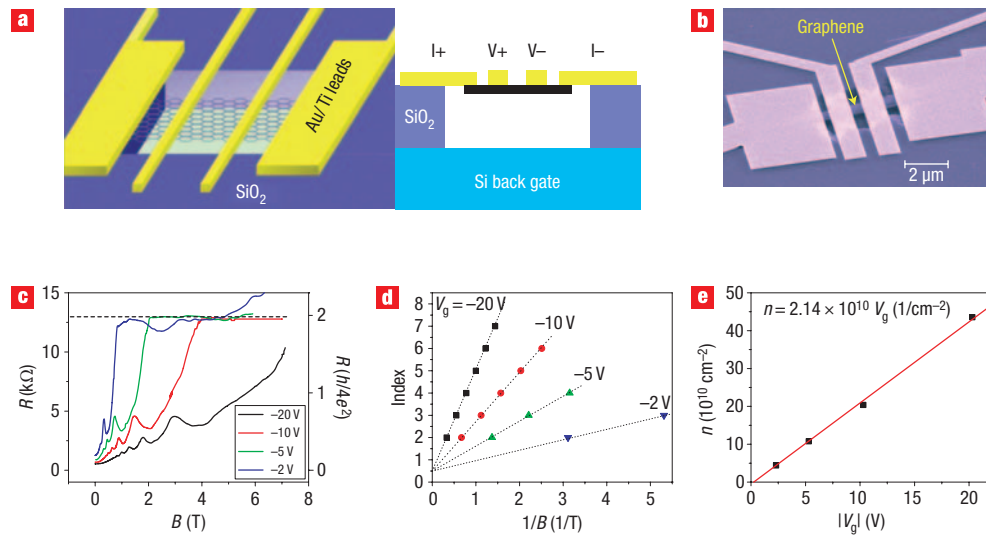 a
Au/Ti leads
SiO2
I+ V+ V– I–
SiO2
Si back gate
b
Graphene
2 µm
c
15
10
5
0
R (kΩ)
2
1
0
R (h/4e²)
–20 V
–10 V
–5 V
–2 V
0 2 4 6 8
B (T)
d
8
7
6
5
4
3
2
1
0
Index
Vg = –20 V
–10 V
–5 V
–2 V
0 1 2 3 4 5
1/B (1/T)
e
50
40
30
20
10
0
n (10¹⁰ cm⁻²)
n = 2.14 × 10¹⁰ Vg (1/cm⁻²)
0 5 10 15 20
|Vg| (V)